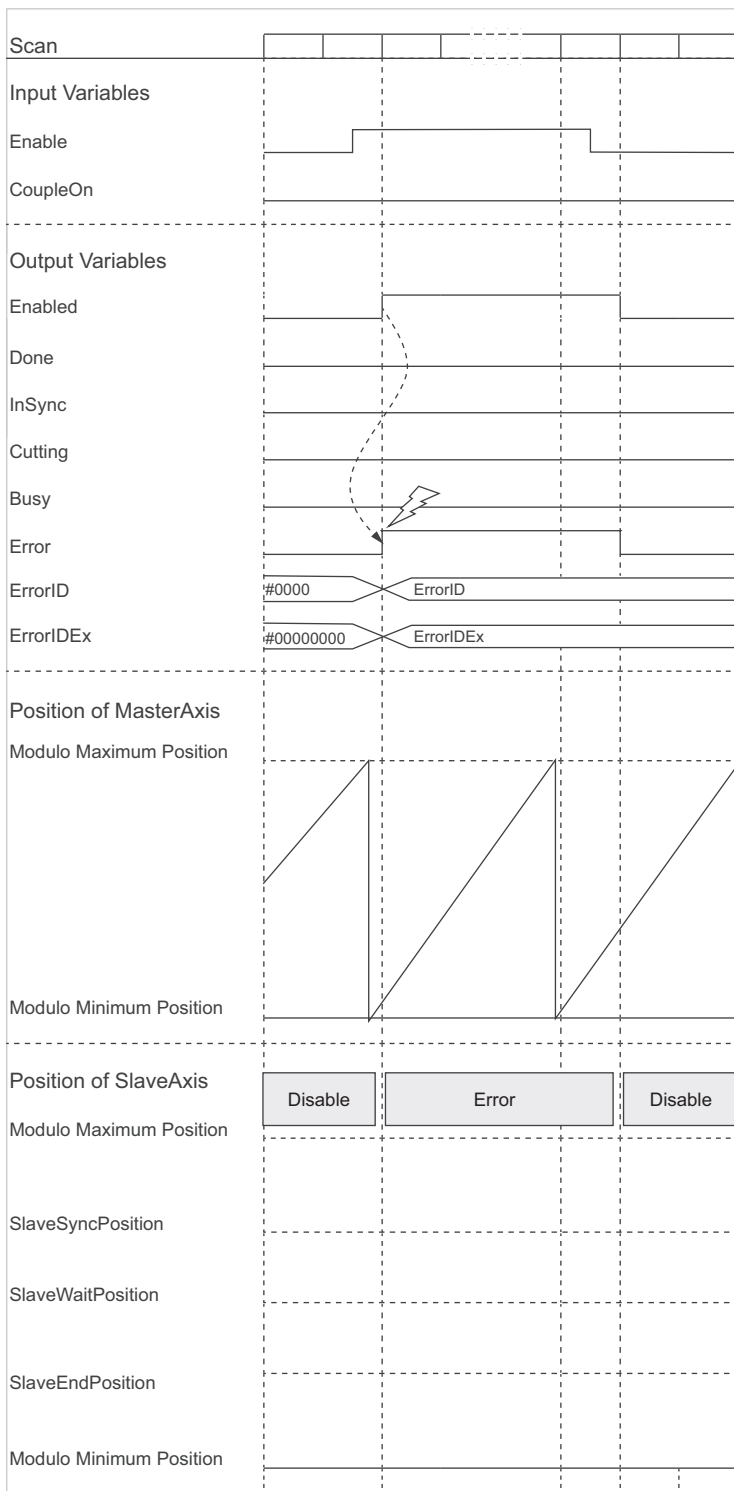 Scan
Input Variables
Enable
CoupleOn
Output Variables
Enabled
Done
InSync
Cutting
Busy
Error
ErrorID #0000 ErrorID
ErrorIDEx #00000000 ErrorIDEx
Position of MasterAxis
Modulo Maximum Position
Modulo Minimum Position
Position of SlaveAxis
Disable Error Disable
Modulo Maximum Position
SlaveSyncPosition
SlaveWaitPosition
SlaveEndPosition
Modulo Minimum Position